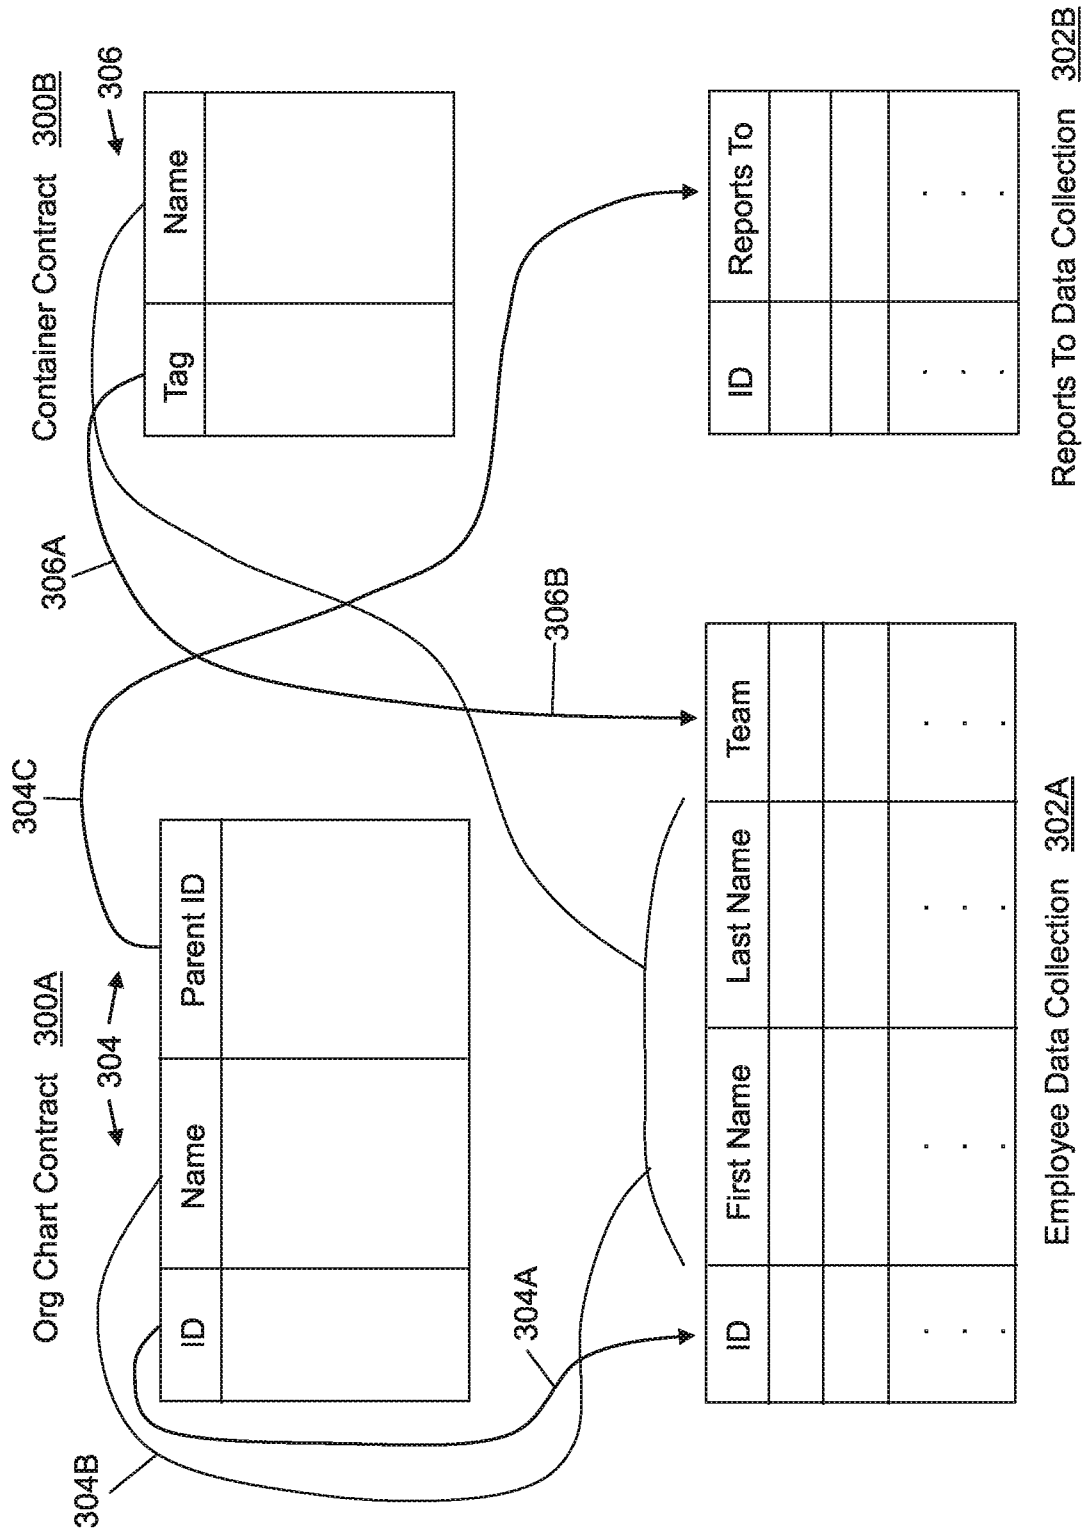 Org Chart Contract 300A
304
304B
304C
ID
Name
Parent ID
Container Contract 300B
306
306A
Tag
Name
304A
306B
ID
First Name
Last Name
Team
. . . .
. . . .
. . . .
Employee Data Collection 302A
ID
Reports To
. .
. .
. .
Reports To Data Collection 302B